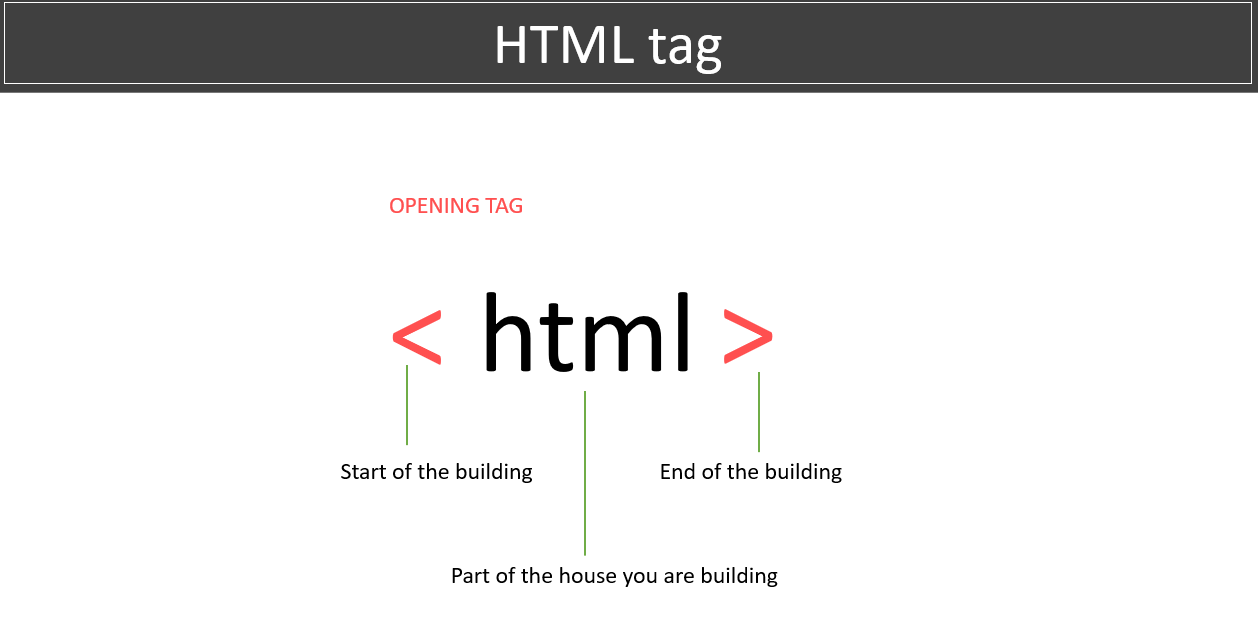 HTML tag
OPENING TAG
< html >
Start of the building
End of the building
Part of the house you are building